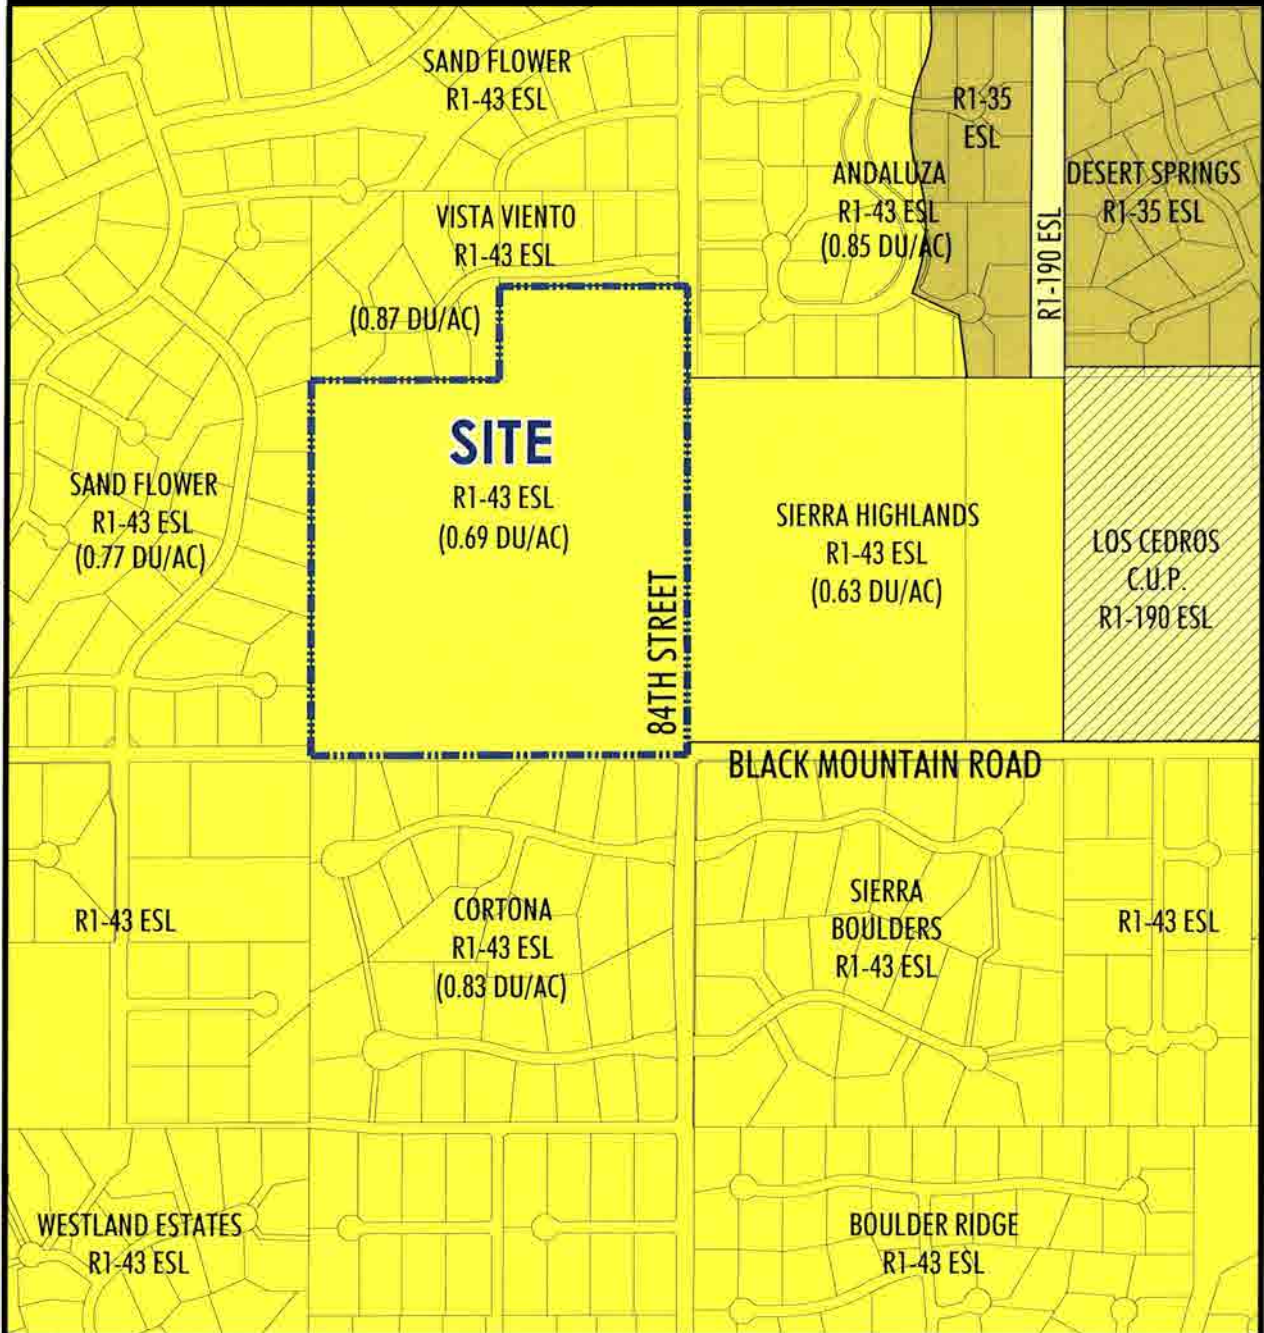 SAND FLOWER
R1-43 ESL
R1-35
ESL
ANDALUZA
R1-43 ESL
(0.85 DU/AC)
DESERT SPRINGS
R1-35 ESL
R1-190 ESL
VISTA VIENTO
R1-43 ESL
(0.87 DU/AC)
SITE
R1-43 ESL
(0.69 DU/AC)
84TH STREET
SAND FLOWER
R1-43 ESL
(0.77 DU/AC)
SIERRA HIGHLANDS
R1-43 ESL
(0.63 DU/AC)
LOS CEDROS
C.U.P.
R1-190 ESL
BLACK MOUNTAIN ROAD
R1-43 ESL
CORTONA
R1-43 ESL
(0.83 DU/AC)
SIERRA
BOULDERS
R1-43 ESL
R1-43 ESL
WESTLAND ESTATES
R1-43 ESL
BOULDER RIDGE
R1-43 ESL